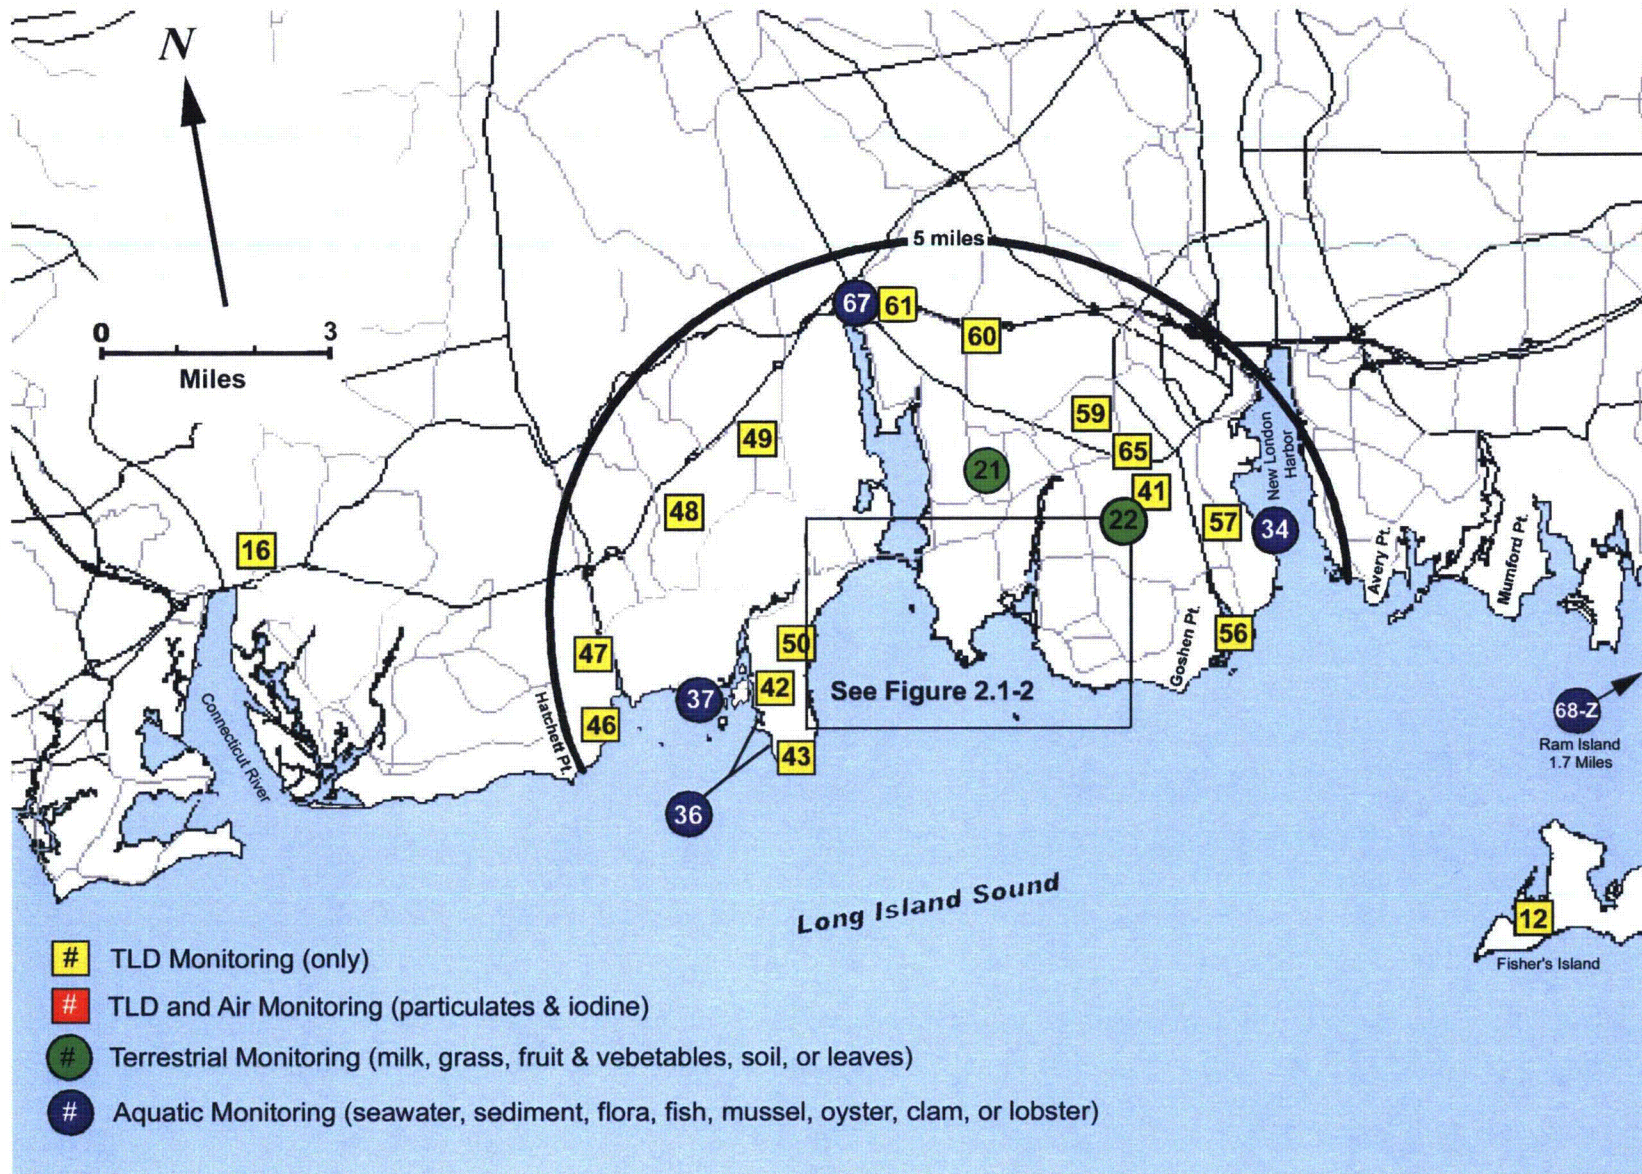 N
0 3
Miles
5 miles
67
61
60
59
49
65
21
41
48
22
57
34
New London
Harbor
16
Avery Pt.
Mumford Pt.
47
50
56
Goshen Pt.
37
42
See Figure 2.1-2
46
Hatchett Pt.
43
36
Connecticut River
68-Z
Ram Island
1.7 Miles
Long Island Sound
12
Fisher's Island
# TLD Monitoring (only)
# TLD and Air Monitoring (particulates & iodine)
# Terrestrial Monitoring (milk, grass, fruit & vebetables, soil, or leaves)
# Aquatic Monitoring (seawater, sediment, flora, fish, mussel, oyster, clam, or lobster)